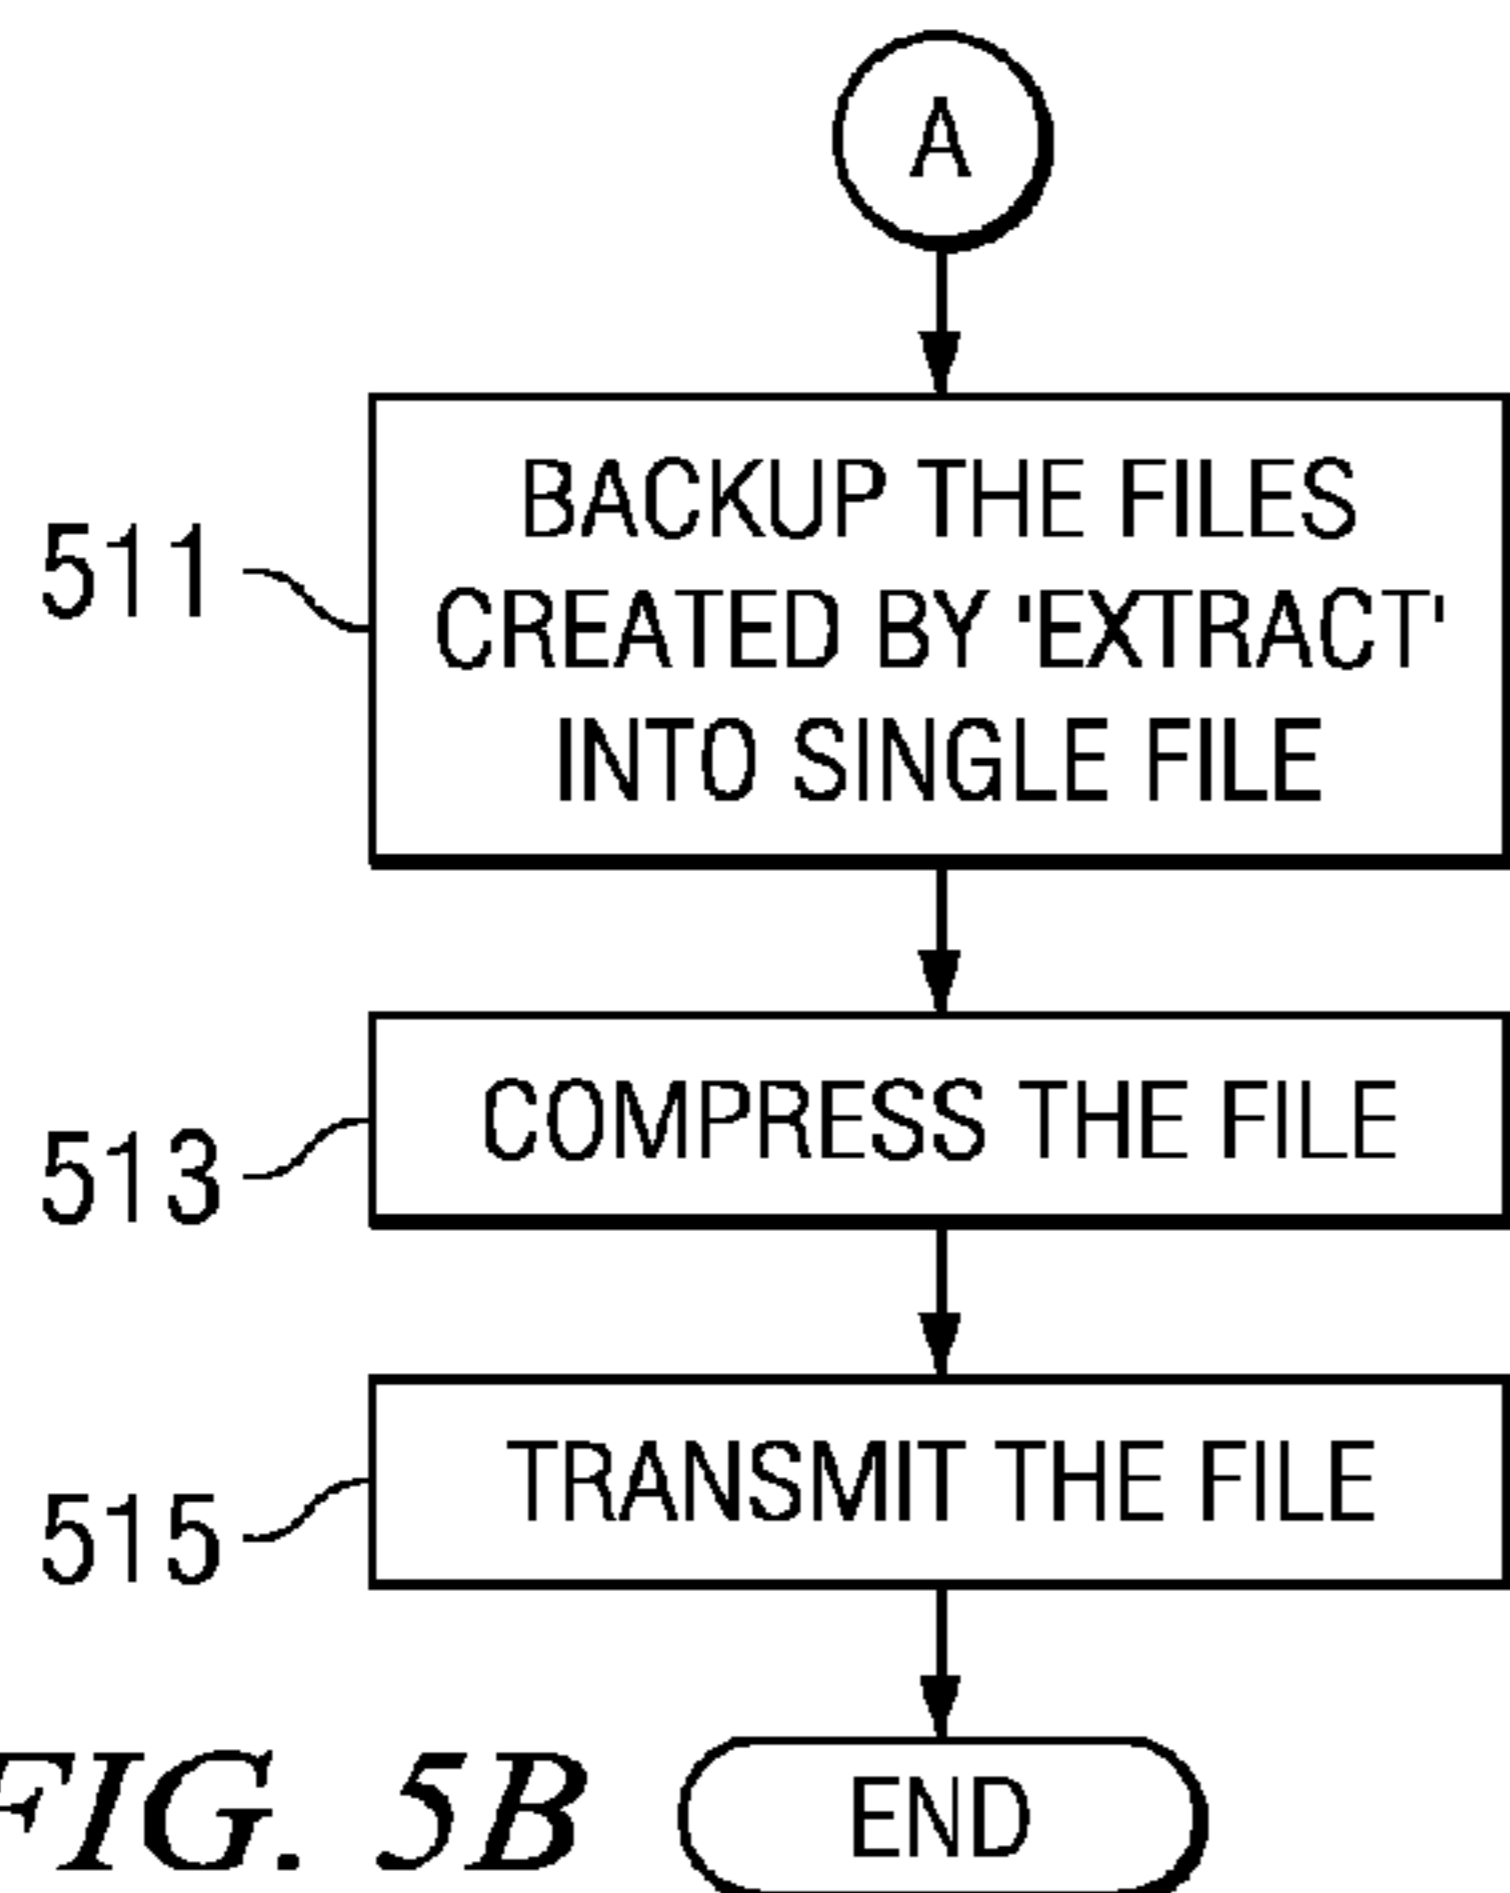 A
BACKUP THE FILES
CREATED BY 'EXTRACT'
INTO SINGLE FILE
511
COMPRESS THE FILE
513
TRANSMIT THE FILE
515
END
FIG. 5B